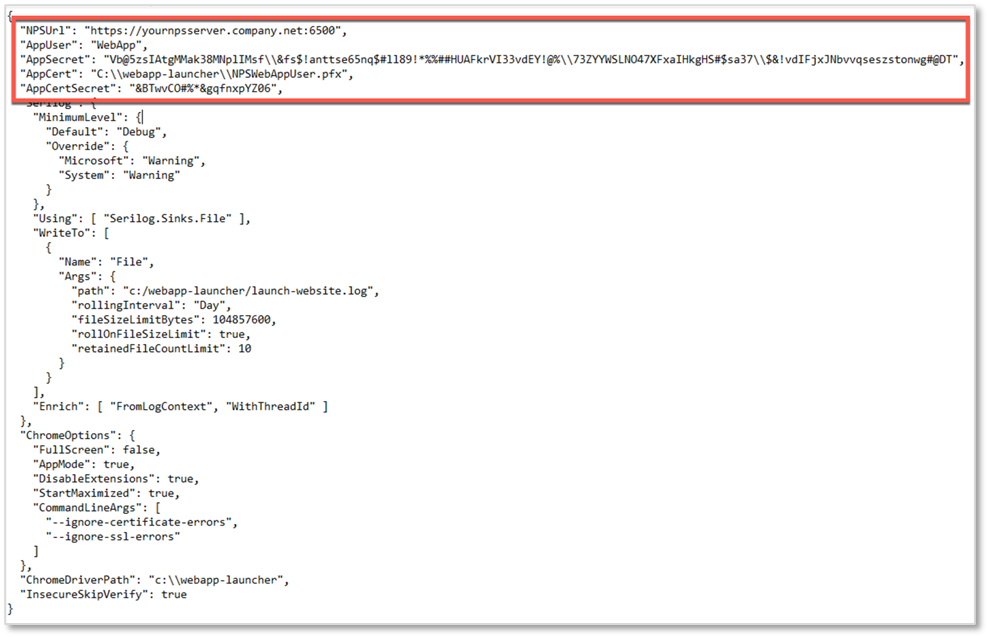 {
"NPSUrl": "https://yournpsserver.company.net:6500",
"AppUser": "WebApp",
"AppSecret": "Vb@5zsIAtgMMak38MNplIMsf\\&fs$!anttse65nq$#ll89!*%%##HUAFkrVI33vdEY!@%\\73ZYYWSLNO47XFxaIHkgHS#$sa37\\$&!vdIFjxJNbvvqseszstonwg#@DT",
"AppCert": "C:\\webapp-launcher\\NPSWebAppUser.pfx",
"AppCertSecret": "&BTwvCO#%*&gqfnxpYZ06",
"Serilog": {
"MinimumLevel": {
"Default": "Debug",
"Override": {
"Microsoft": "Warning",
"System": "Warning"
}
},
"Using": [ "Serilog.Sinks.File" ],
"WriteTo": [
{
"Name": "File",
"Args": {
"path": "c:/webapp-launcher/launch-website.log",
"rollingInterval": "Day",
"fileSizeLimitBytes": 104857600,
"rollOnFileSizeLimit": true,
"retainedFileCountLimit": 10
}
}
],
"Enrich": [ "FromLogContext", "WithThreadId" ]
},
"ChromeOptions": {
"FullScreen": false,
"AppMode": true,
"DisableExtensions": true,
"StartMaximized": true,
"CommandLineArgs": [
"--ignore-certificate-errors",
"--ignore-ssl-errors"
]
},
"ChromeDriverPath": "c:\\webapp-launcher",
"InsecureSkipVerify": true
}